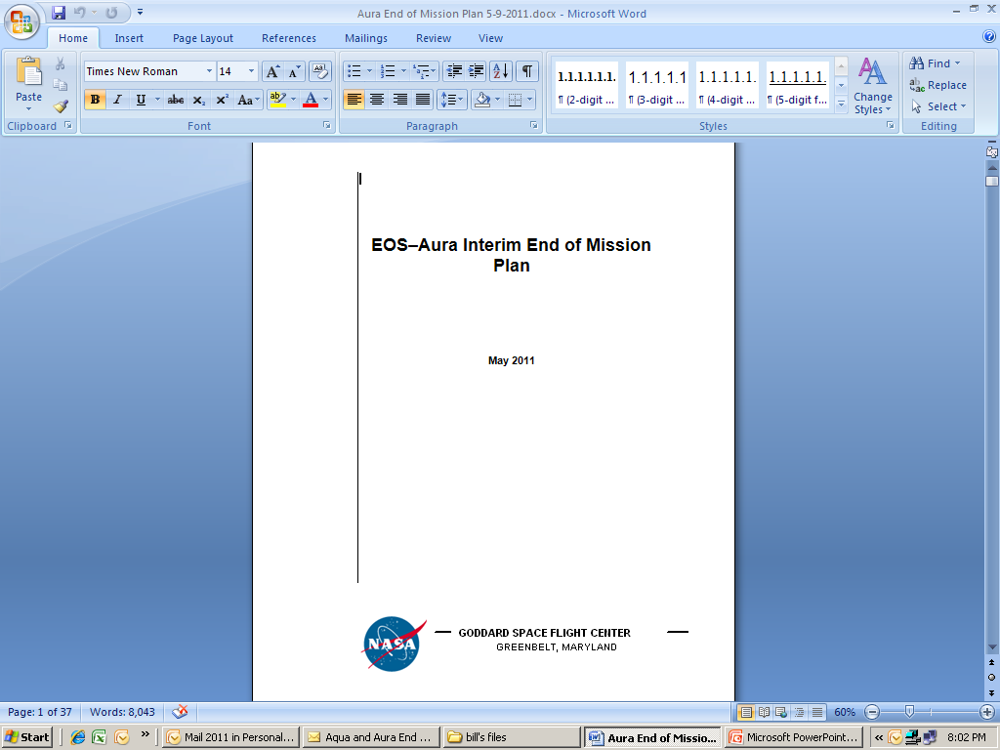 Aura End of Mission Plan 5-9-2011.docx - Microsoft Word
Home Insert Page Layout References Mailings Review View
Paste
Clipboard
Times New Roman 14
B I U abc X₂ X² Aa
ab A
Font
Paragraph
1.1.1.1.1.1. 1.1.1.1.1 1.1.1.1.1. 1.1.1.1.1.
¶ (2-digit ... ¶ (3-digit ... ¶ (4-digit ... ¶ (5-digit f...
Change
Styles
Styles
Find
Replace
Select
Editing
EOS–Aura Interim End of Mission
Plan
May 2011
NASA
GODDARD SPACE FLIGHT CENTER
GREENBELT, MARYLAND
Page: 1 of 37 Words: 8,043 60%
Start Mail 2011 in Personal... Aqua and Aura End ... bill's files Aura End of Missio... Microsoft PowerPoint... 8:02 PM